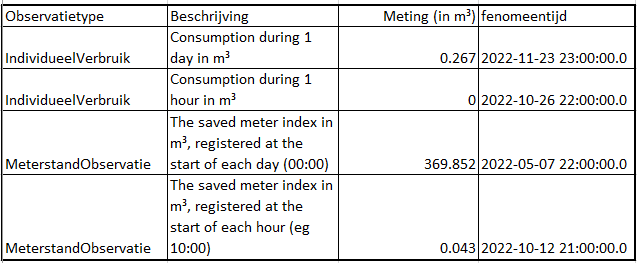 Observatietype Beschrijving Meting (in m³) fenomeentijd
Consumption during 1
IndividueelVerbruik day in m³ 0.267 2022-11-23 23:00:00.0
Consumption during 1
IndividueelVerbruik hour in m³ 0 2022-10-26 22:00:00.0
The saved meter index in
m³, registered at the
MeterstandObservatie start of each day (00:00) 369.852 2022-05-07 22:00:00.0
The saved meter index in
m³, registered at the
start of each hour (eg
MeterstandObservatie 10:00) 0.043 2022-10-12 21:00:00.0